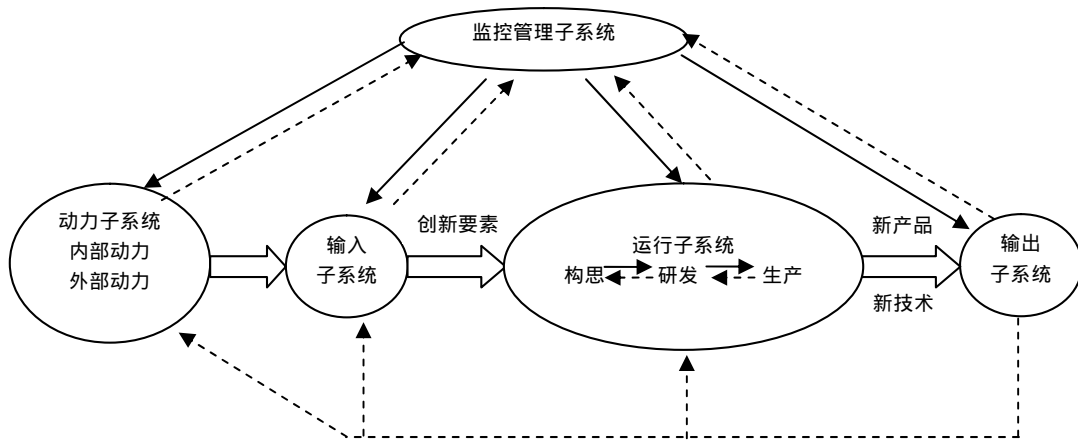 监控管理子系统
动力子系统
内部动力
外部动力
输入
子系统
创新要素
运行子系统
构思 研发 生产
新产品
新技术
输出
子系统